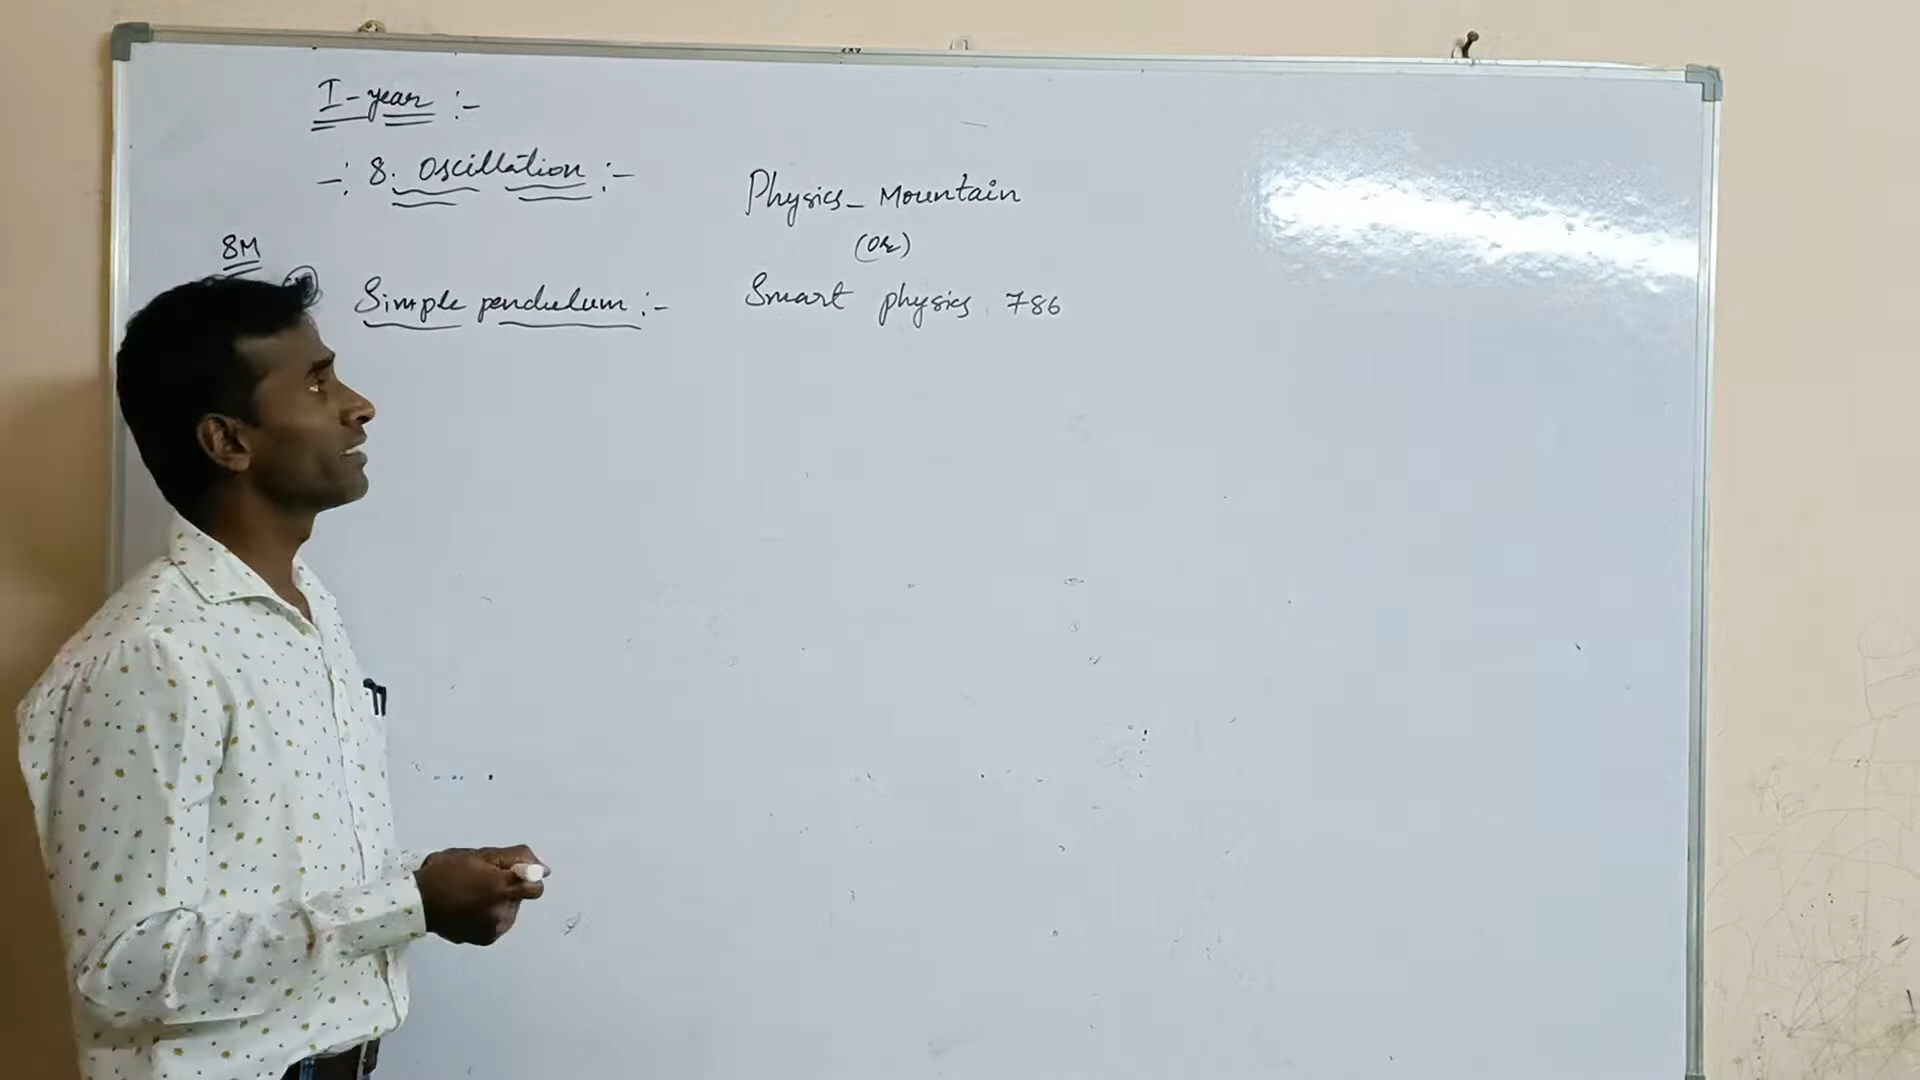 I-year :-
-: 8. Oscillation :-
Physics_ Mountain
(Or)
8M
Simple pendulum :-
Smart physics 786